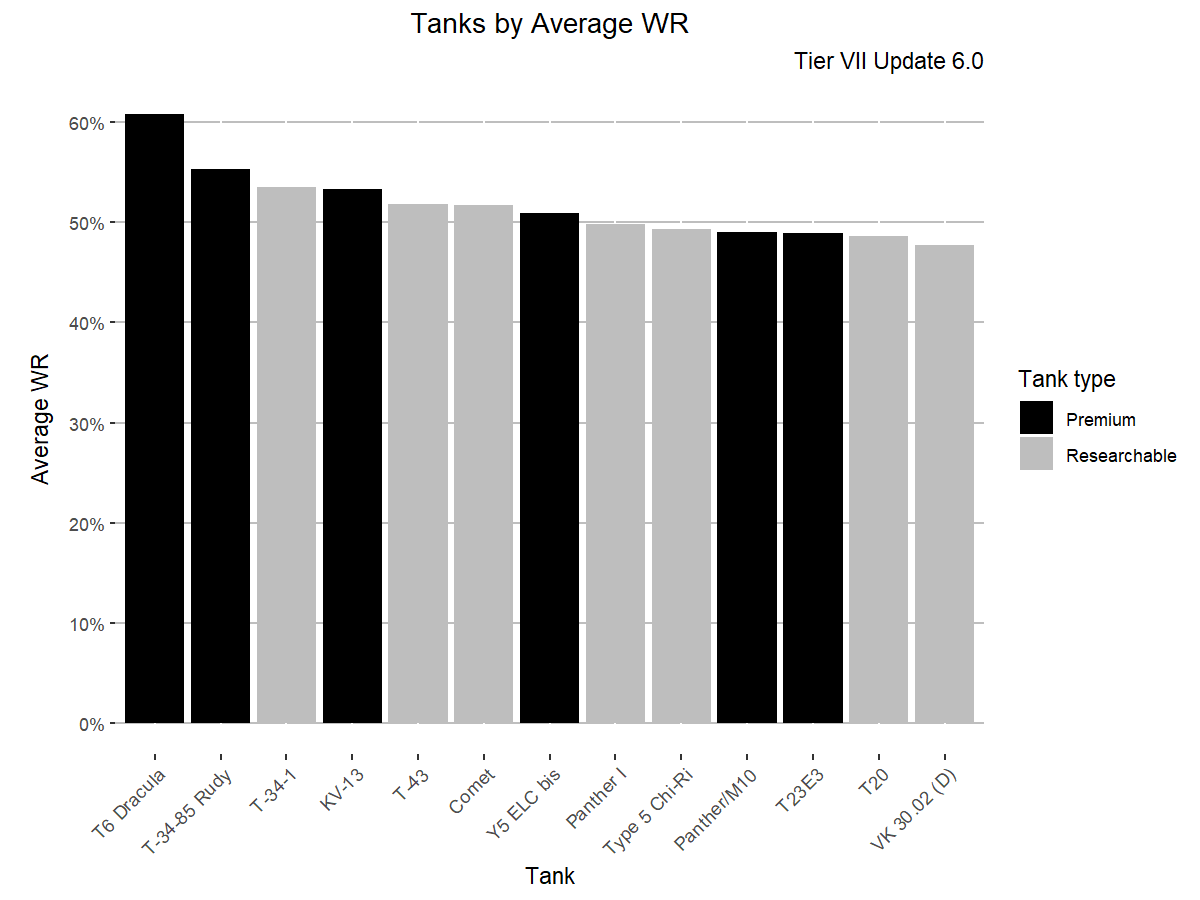 Tanks by Average WR
Tier VII Update 6.0
Average WR
60%
50%
40%
30%
20%
10%
0%
T6 Dracula
T-34-85 Rudy
T-34-1
KV-13
T-43
Comet
Y5 ELC bis
Panther I
Type 5 Chi-Ri
Panther/M10
T23E3
T20
VK 30.02 (D)
Tank
Tank type
Premium
Researchable